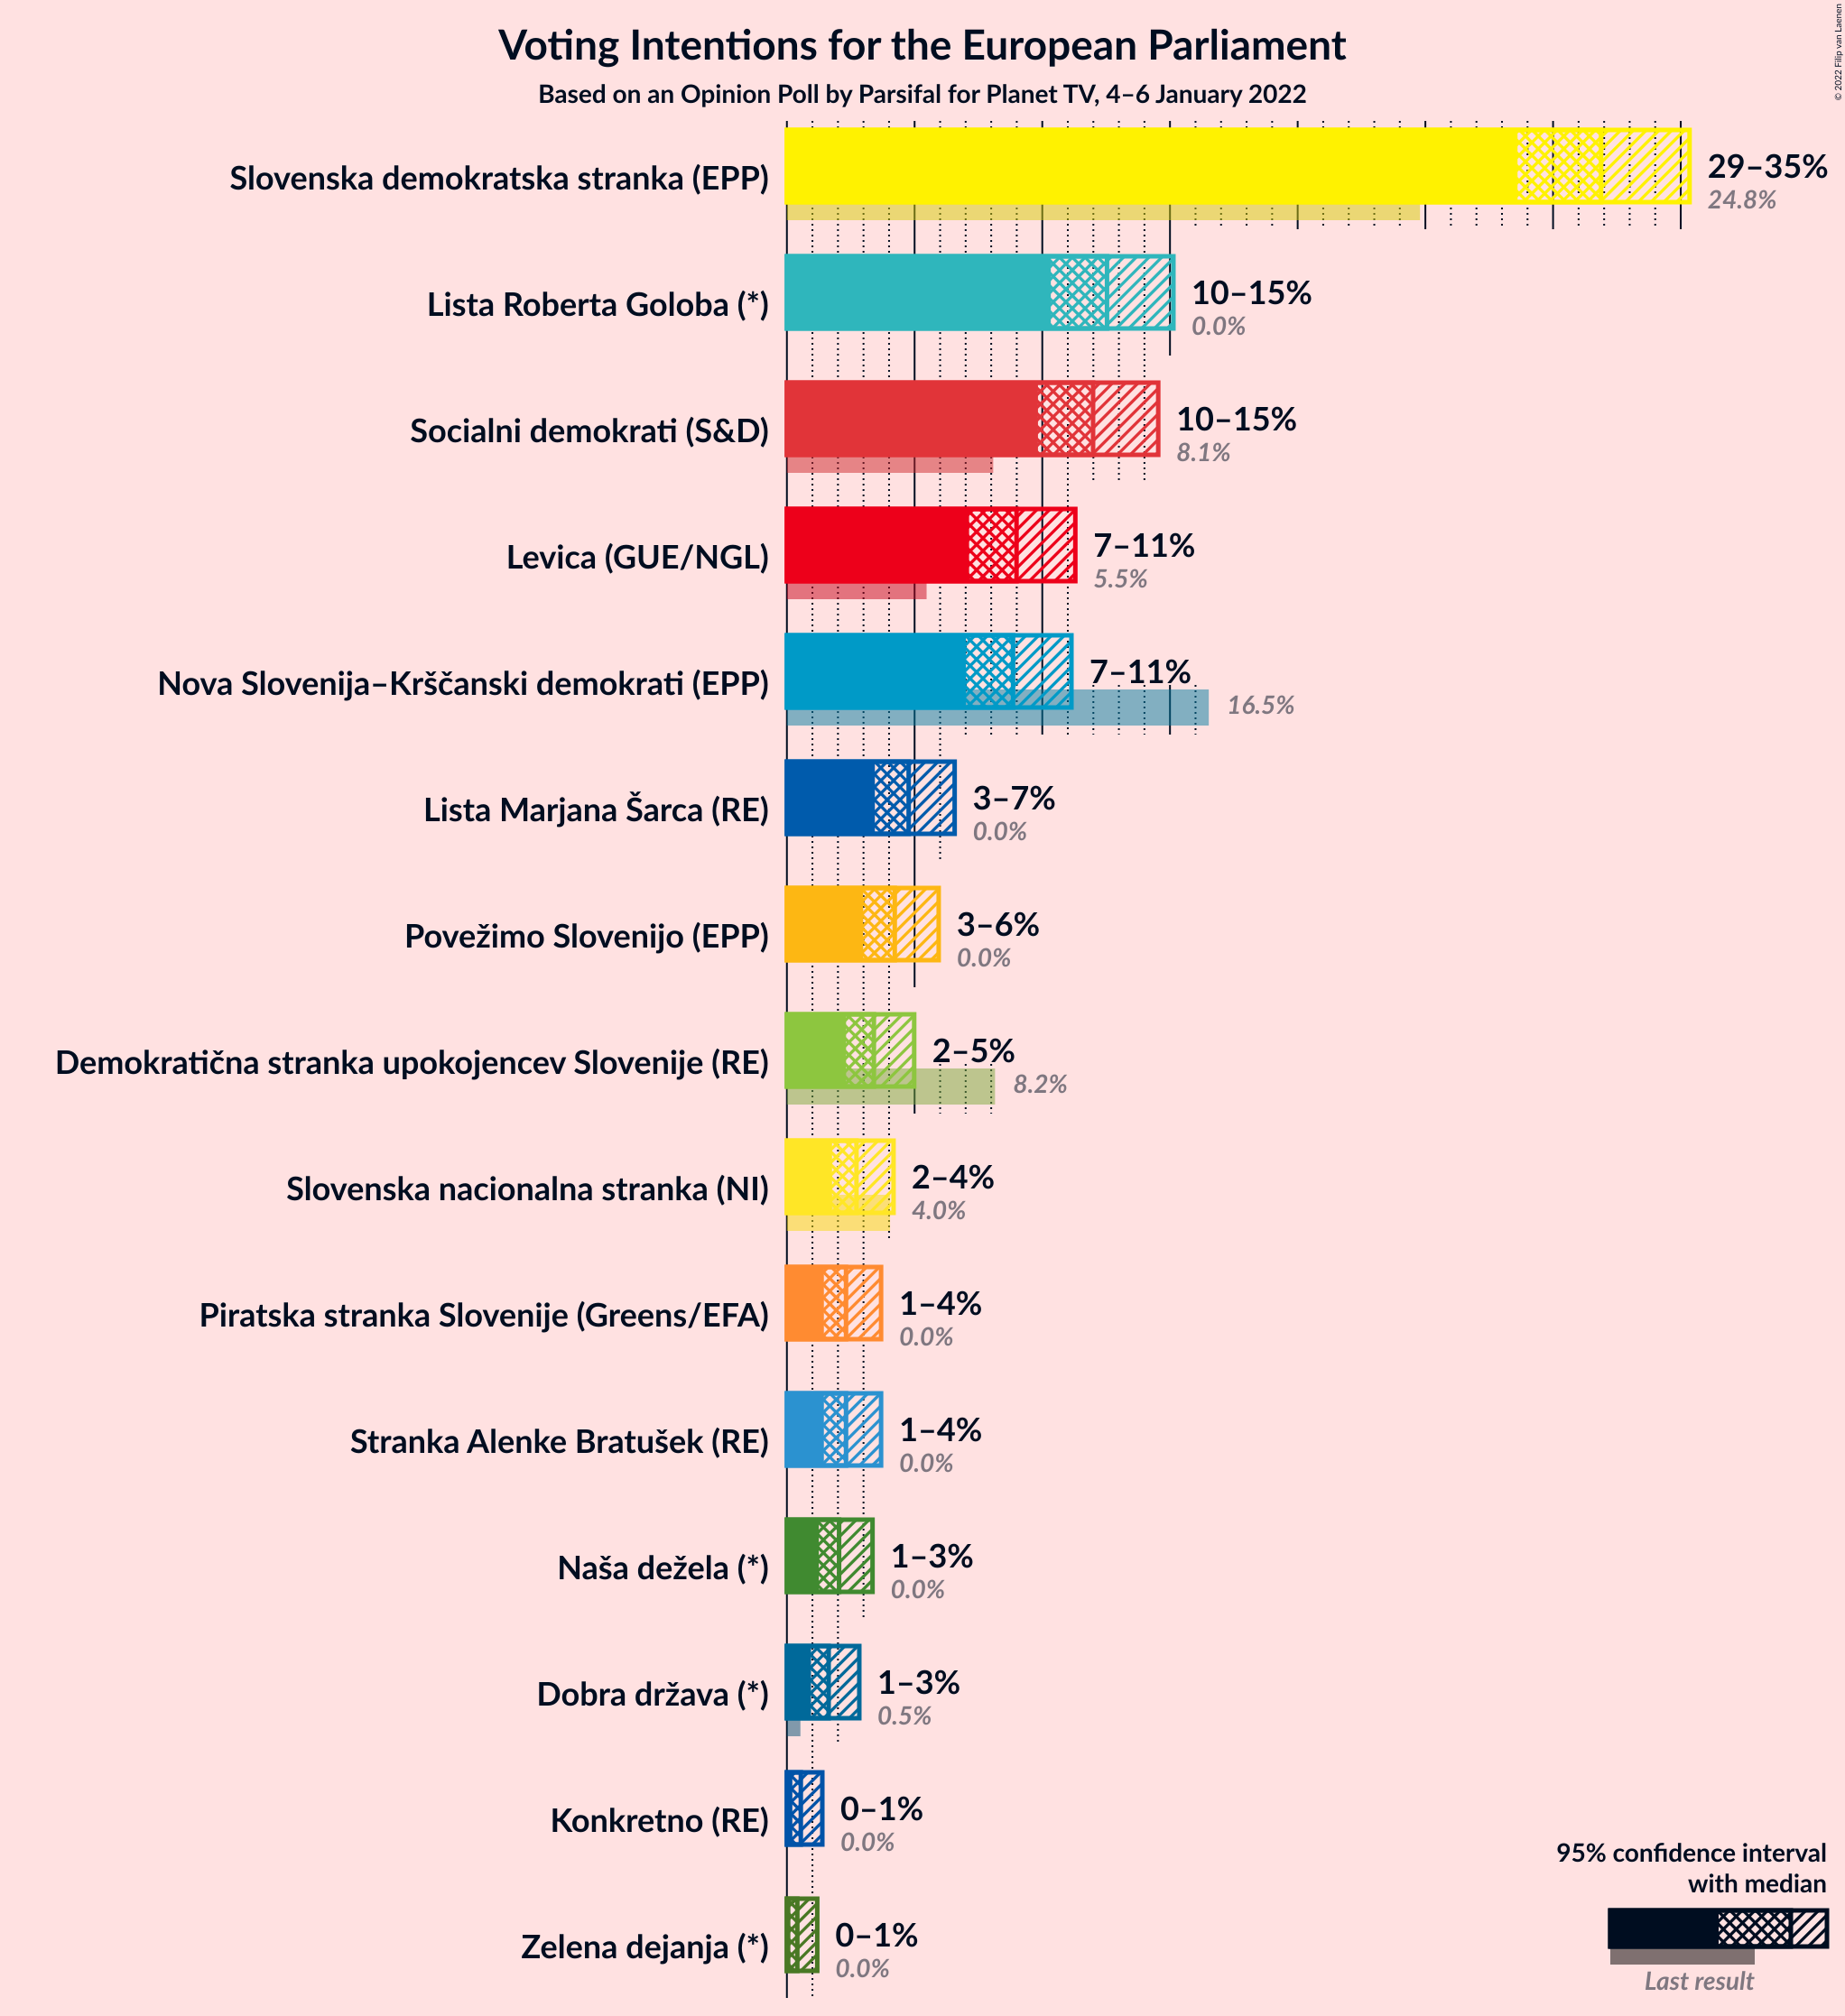 © 2022 Filip van Laenen
Voting Intentions for the European Parliament
Based on an Opinion Poll by Parsifal for Planet TV, 4–6 January 2022
Slovenska demokratska stranka (EPP)
29–35%
24.8%
Lista Roberta Goloba (*)
10–15%
0.0%
Socialni demokrati (S&D)
10–15%
8.1%
Levica (GUE/NGL)
7–11%
5.5%
Nova Slovenija–Krščanski demokrati (EPP)
7–11%
16.5%
Lista Marjana Šarca (RE)
3–7%
0.0%
Povežimo Slovenijo (EPP)
3–6%
0.0%
Demokratična stranka upokojencev Slovenije (RE)
2–5%
8.2%
Slovenska nacionalna stranka (NI)
2–4%
4.0%
Piratska stranka Slovenije (Greens/EFA)
1–4%
0.0%
Stranka Alenke Bratušek (RE)
1–4%
0.0%
Naša dežela (*)
1–3%
0.0%
Dobra država (*)
1–3%
0.5%
Konkretno (RE)
0–1%
0.0%
Zelena dejanja (*)
0–1%
0.0%
95% confidence interval
with median
Last result